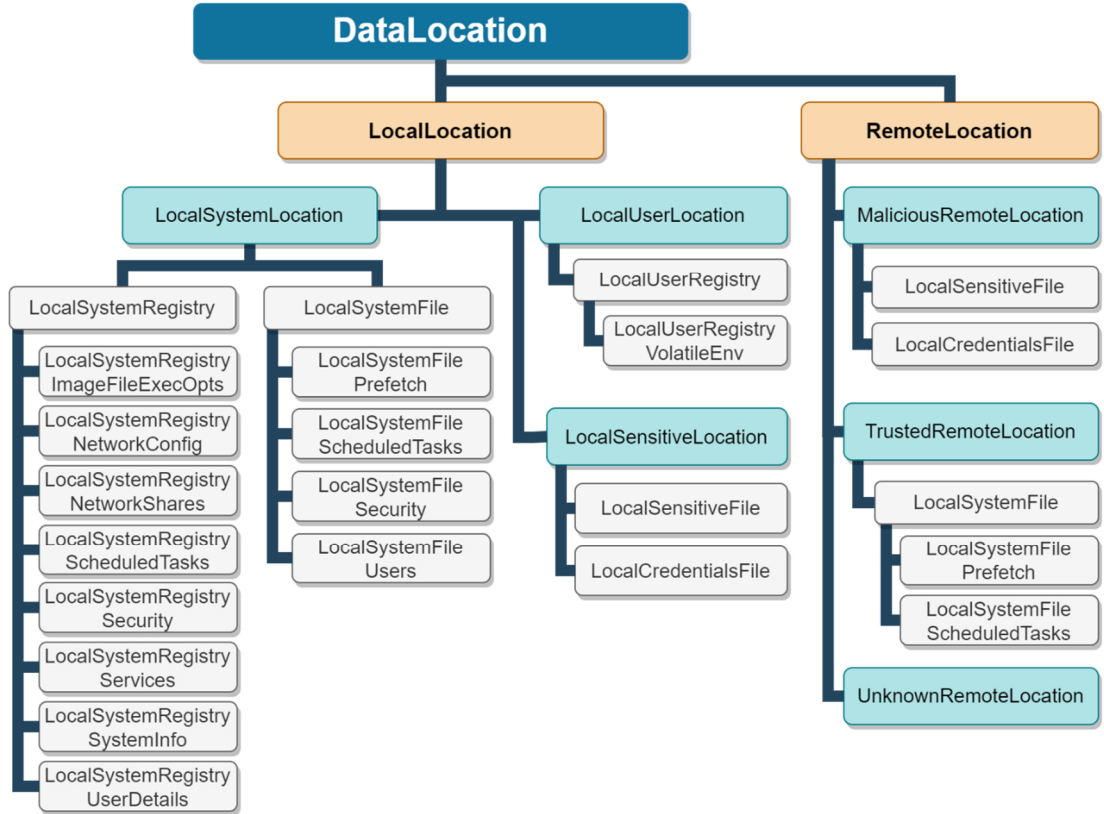 DataLocation
LocalLocation
RemoteLocation
LocalSystemLocation
LocalSystemRegistry
LocalSystemRegistry
ImageFileExecOpts
LocalSystemRegistry
NetworkConfig
LocalSystemRegistry
NetworkShares
LocalSystemRegistry
ScheduledTasks
LocalSystemRegistry
Security
LocalSystemRegistry
Services
LocalSystemRegistry
SystemInfo
LocalSystemRegistry
UserDetails
LocalSystemFile
LocalSystemFile
Prefetch
LocalSystemFile
ScheduledTasks
LocalSystemFile
Security
LocalSystemFile
Users
LocalUserLocation
LocalUserRegistry
LocalUserRegistry
VolatileEnv
LocalSensitiveLocation
LocalSensitiveFile
LocalCredentialsFile
MaliciousRemoteLocation
LocalSensitiveFile
LocalCredentialsFile
TrustedRemoteLocation
LocalSystemFile
LocalSystemFile
Prefetch
LocalSystemFile
ScheduledTasks
UnknownRemoteLocation